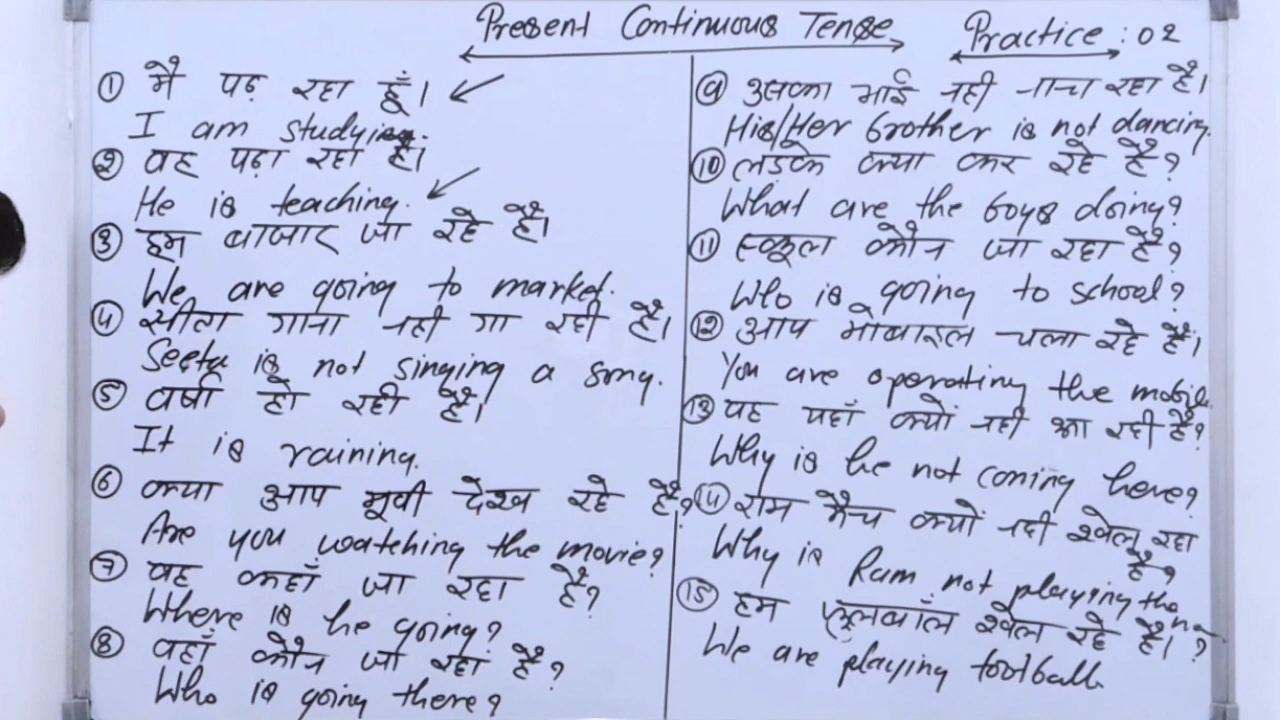 Present Continuous Tense Practice : 02
① मै पढ़ रहा हूँ।
I am studying.
② वह पढ़ा रहा है।
He is teaching.
③ हम बाजार जा रहे है।
We are going to market.
④ सीता गाना नही गा रही है।
Seeta is not singing a song.
⑤ वर्षा हो रही है।
It is raining.
⑥ क्या आप मूवी देख रहे है?
Are you watching the movie?
⑦ वह कहाँ जा रहा है?
Where is he going?
⑧ वहाँ कौन जा रहा है?
Who is going there?
⑨ उसका भाई नही नाच रहा है।
His/Her brother is not dancing.
⑩ लड़के क्या कर रहे है?
What are the boys doing?
⑪ स्कूल कौन जा रहा है?
Who is going to school?
⑫ आप मोबाइल चला रहे है।
You are operating the mobile.
⑬ वह यहाँ क्यों नही आ रही है?
Why is he not coming here?
⑭ राम मैच क्यों नही खेल रहा
है?
Why is Ram not playing the
?
⑮ हम फुलबॉल खेल रहे है।
We are playing football.